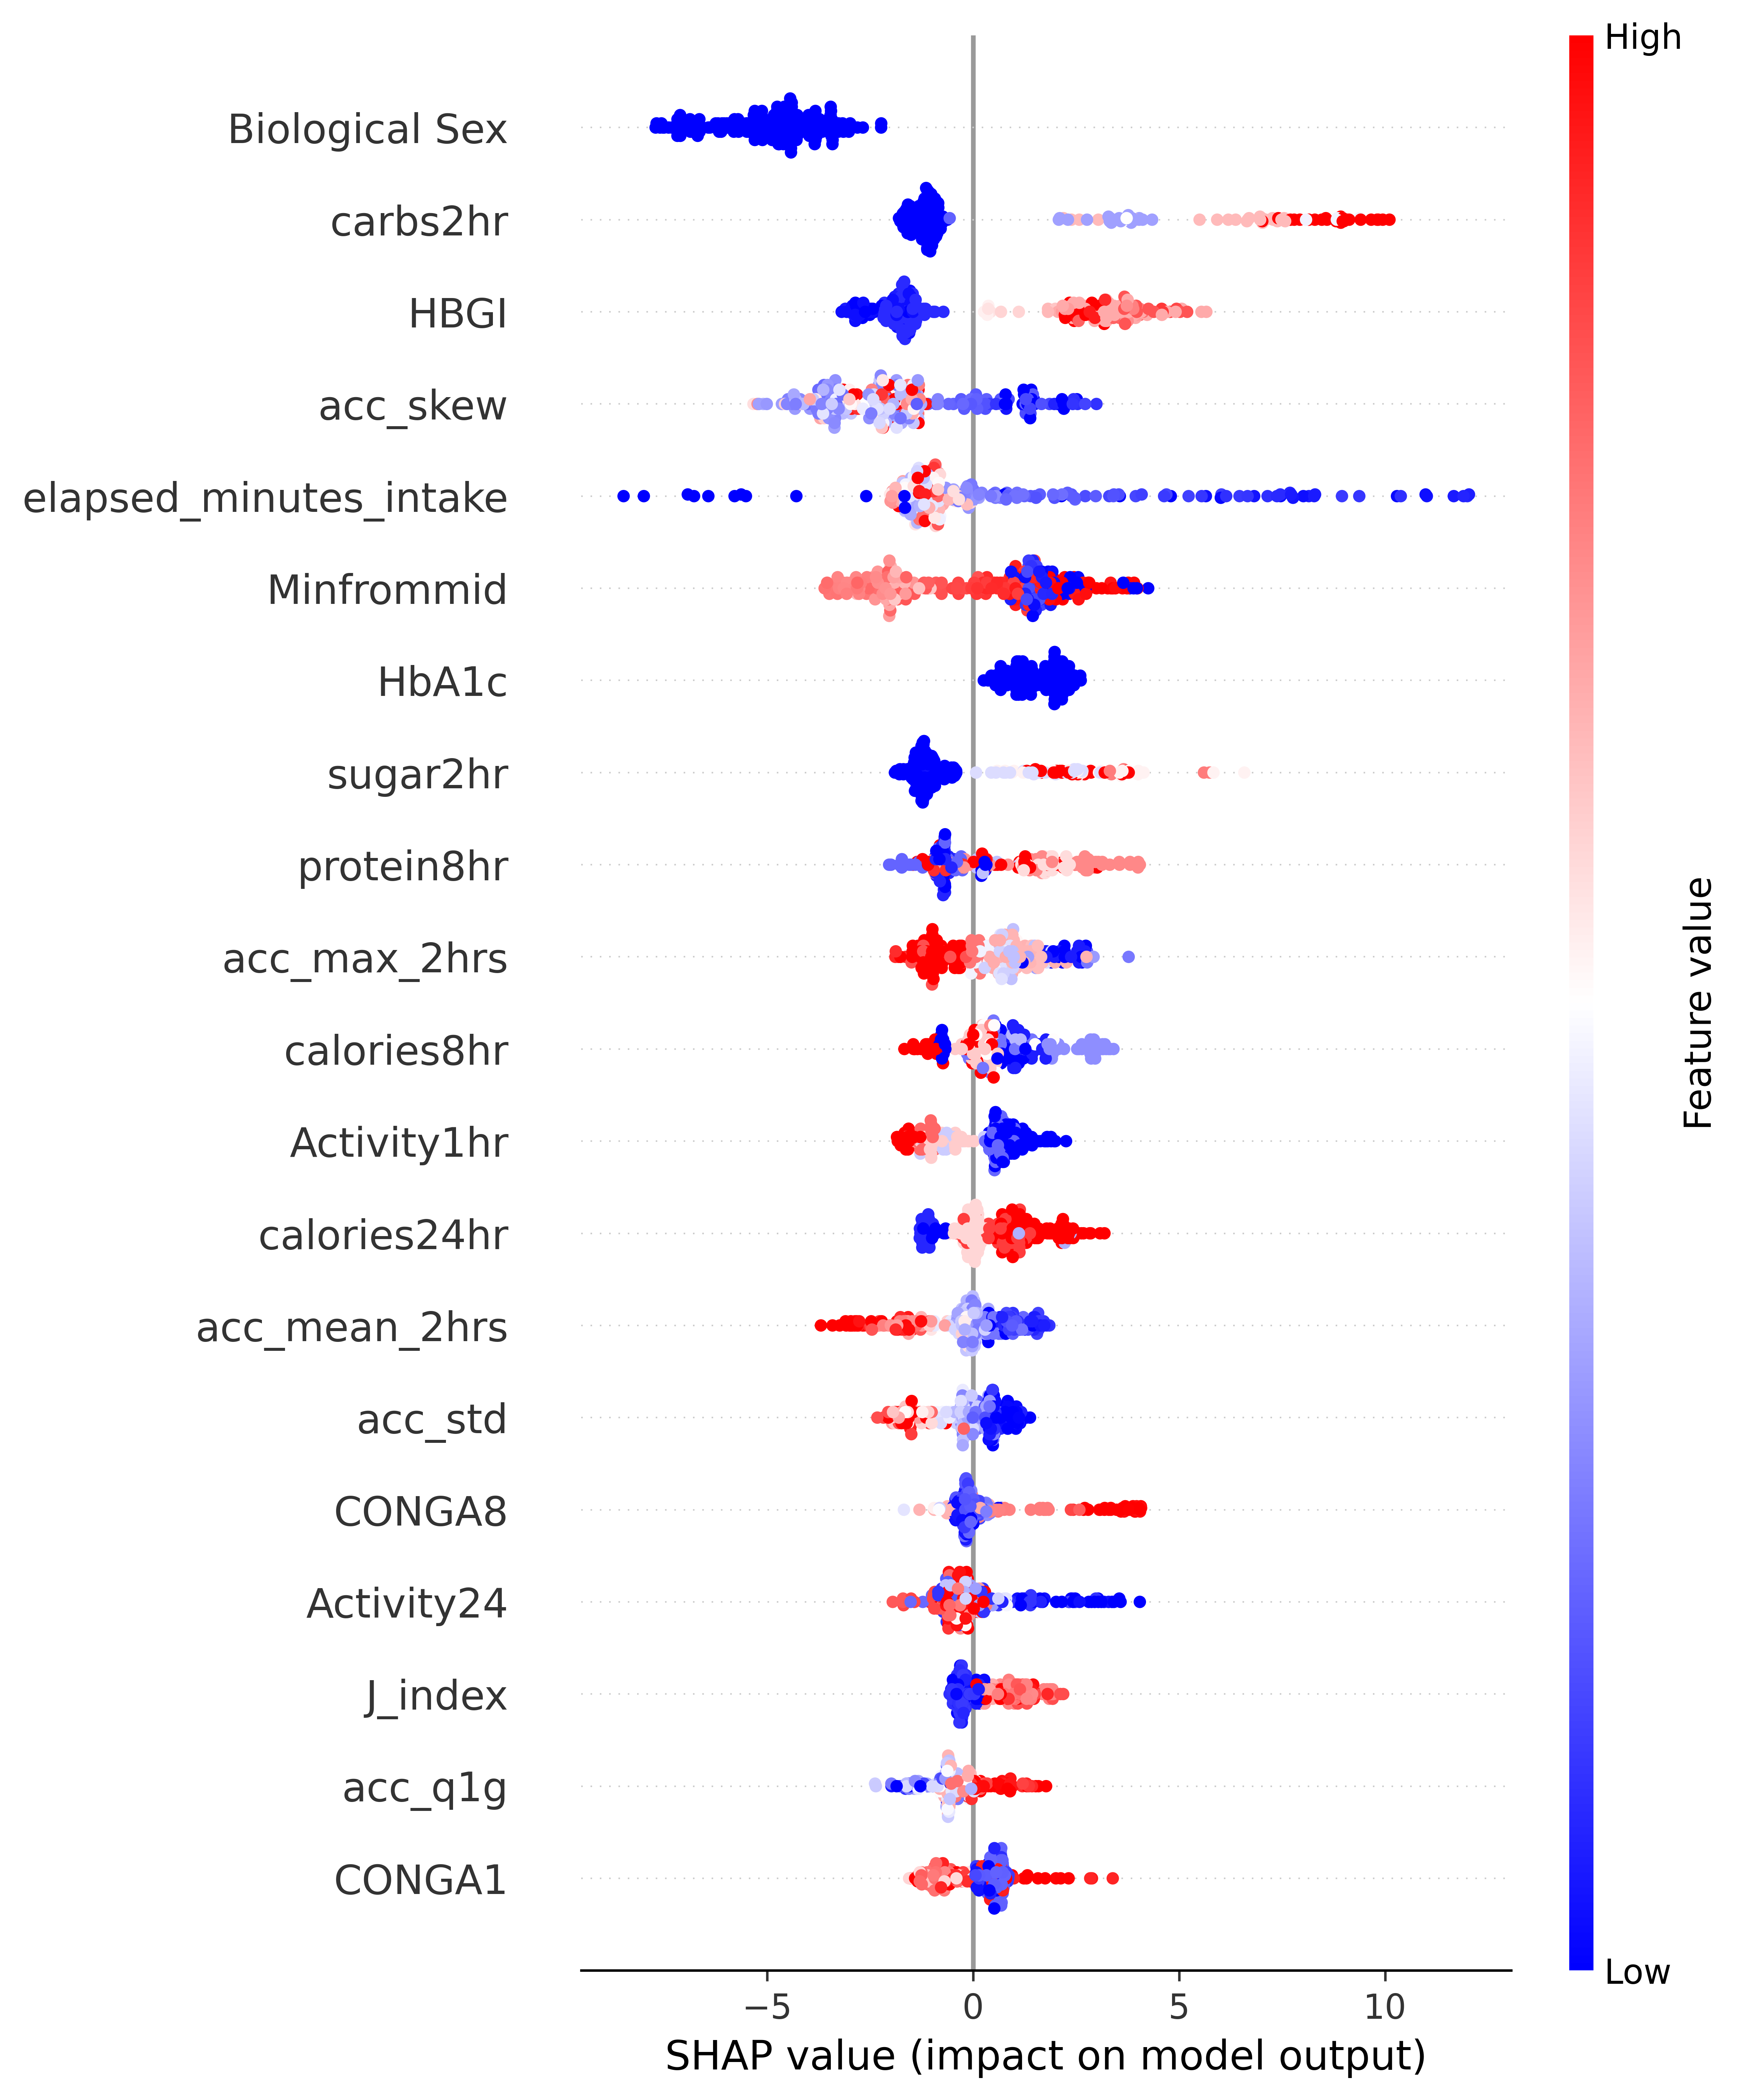 High
Biological Sex
carbs2hr
HBGI
acc_skew
elapsed_minutes_intake
Minfrommid
HbA1c
sugar2hr
protein8hr
acc_max_2hrs
calories8hr
Activity1hr
calories24hr
acc_mean_2hrs
acc_std
CONGA8
Activity24
J_index
acc_q1g
CONGA1
Feature value
Low
−5 0 5 10
SHAP value (impact on model output)